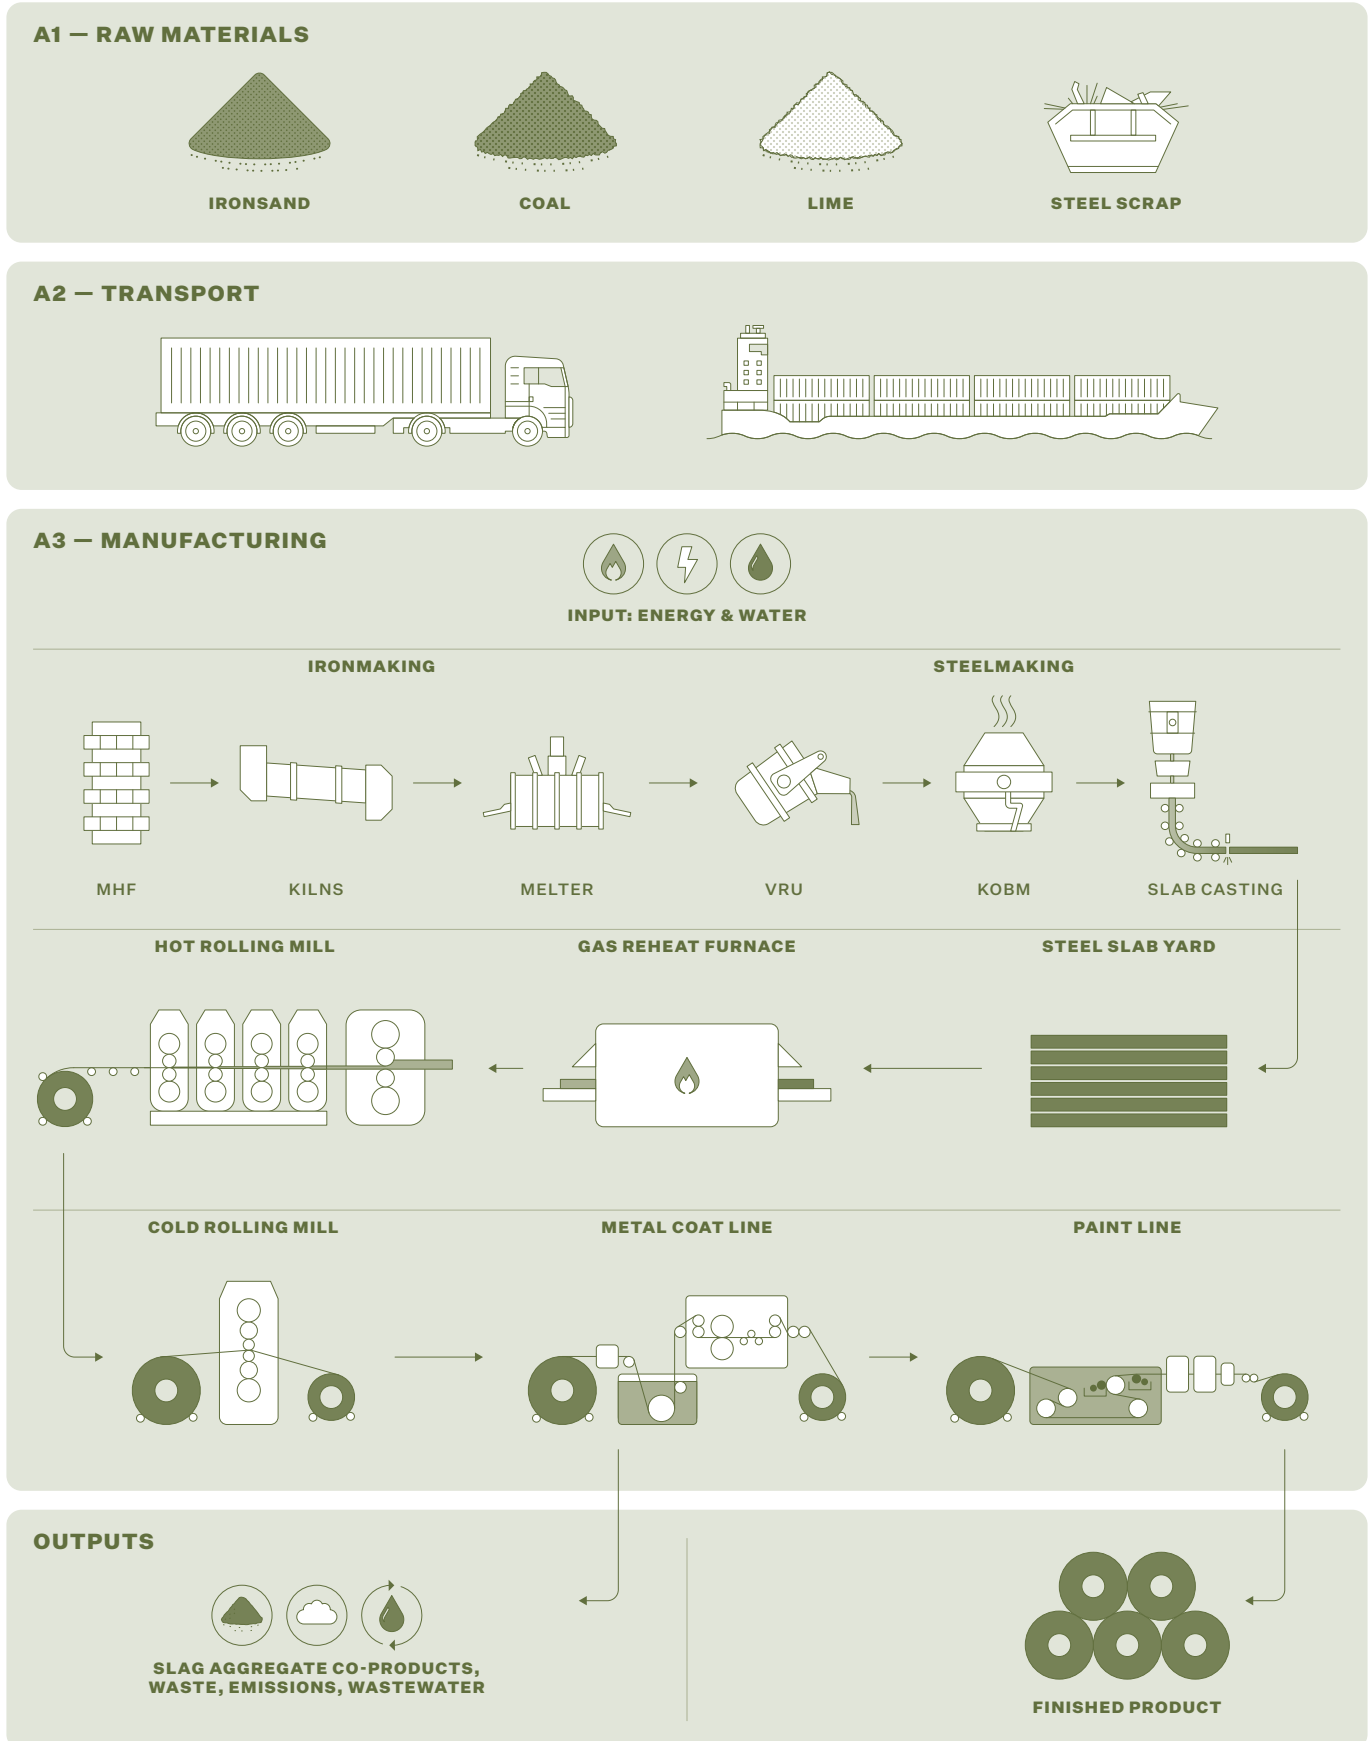 A1 — RAW MATERIALS
IRONSAND
COAL
LIME
STEEL SCRAP
A2 — TRANSPORT
A3 — MANUFACTURING
INPUT: ENERGY & WATER
IRONMAKING
STEELMAKING
MHF
KILNS
MELTER
VRU
KOBM
SLAB CASTING
HOT ROLLING MILL
GAS REHEAT FURNACE
STEEL SLAB YARD
COLD ROLLING MILL
METAL COAT LINE
PAINT LINE
OUTPUTS
SLAG AGGREGATE CO-PRODUCTS,
WASTE, EMISSIONS, WASTEWATER
FINISHED PRODUCT